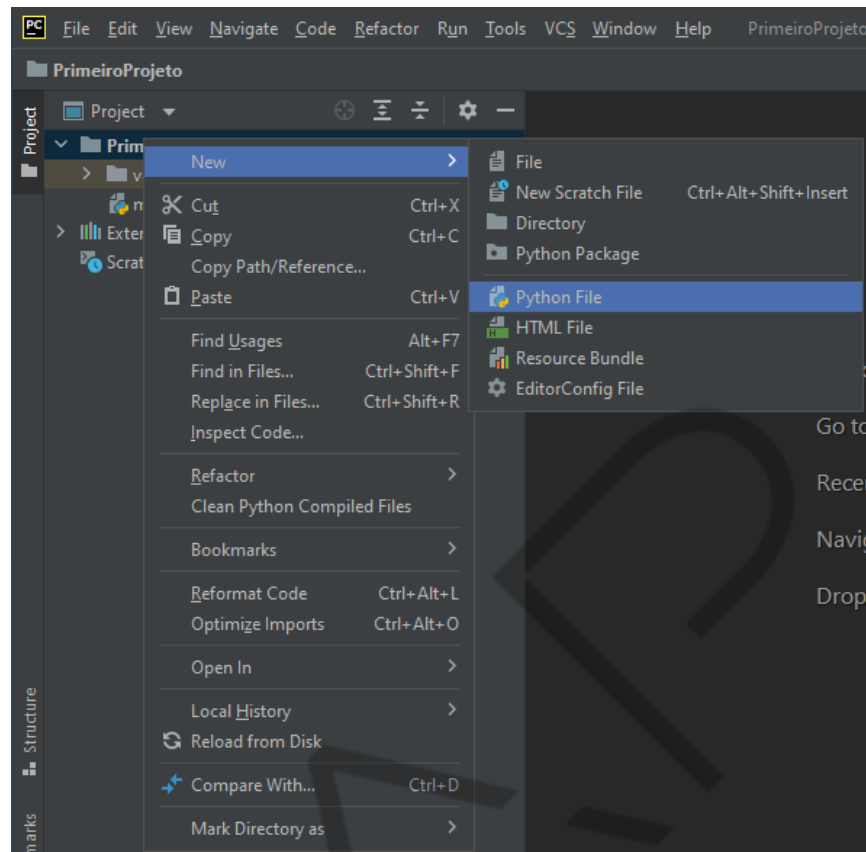 PC File Edit View Navigate Code Refactor Run Tools VCS Window Help PrimeiroProjeto
PrimeiroProjeto
Project
Project
New
Cut Ctrl+X
Copy Ctrl+C
Copy Path/Reference...
Paste Ctrl+V
Find Usages Alt+F7
Find in Files... Ctrl+Shift+F
Replace in Files... Ctrl+Shift+R
Inspect Code...
Refactor
Clean Python Compiled Files
Bookmarks
Reformat Code Ctrl+Alt+L
Optimize Imports Ctrl+Alt+O
Open In
Local History
Reload from Disk
Compare With... Ctrl+D
Mark Directory as
File
New Scratch File Ctrl+Alt+Shift+Insert
Directory
Python Package
Python File
HTML File
Resource Bundle
EditorConfig File
Go to
Drop
Structure